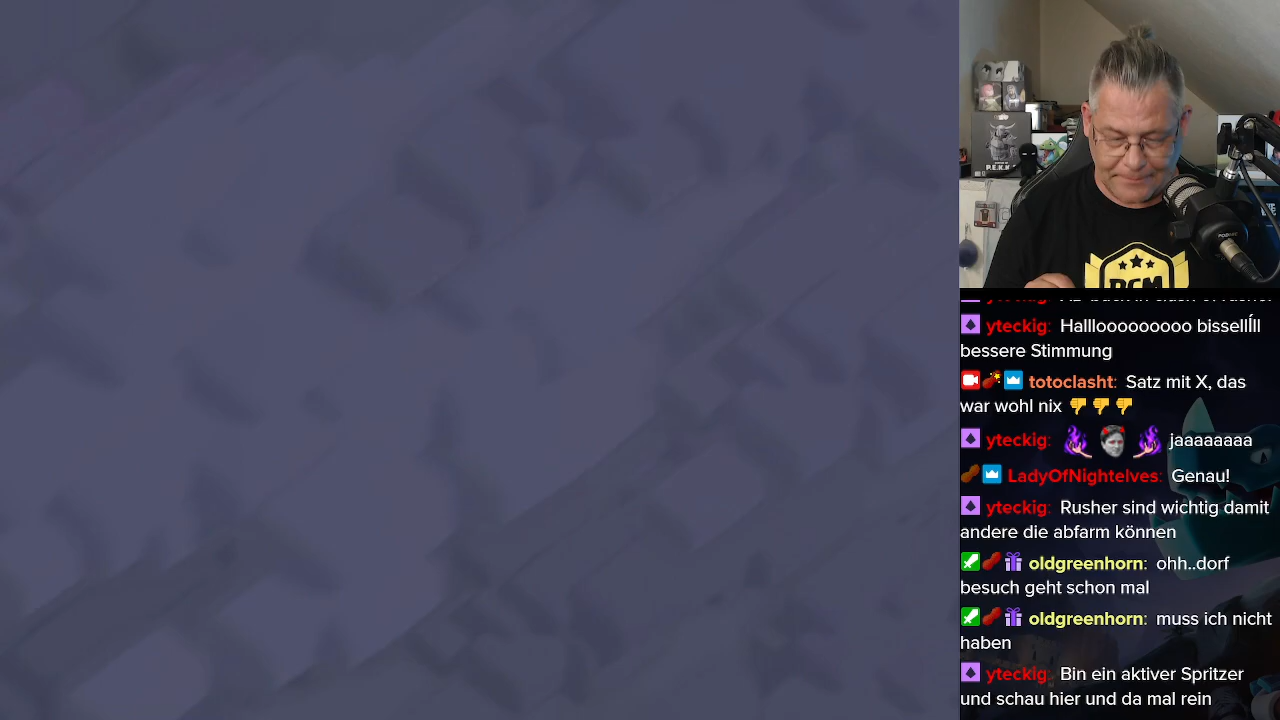 P.E.K.K
PCM
yteckig: Hallloooooooo bisselllll
bessere Stimmung
totoclasht: Satz mit X, das
war wohl nix 👎👎👎
yteckig: jaaaaaaaa
LadyOfNightelves: Genau!
yteckig: Rusher sind wichtig damit
andere die abfarm können
oldgreenhorn: ohh..dorf
besuch geht schon mal
oldgreenhorn: muss ich nicht
haben
yteckig: Bin ein aktiver Spritzer
und schau hier und da mal rein